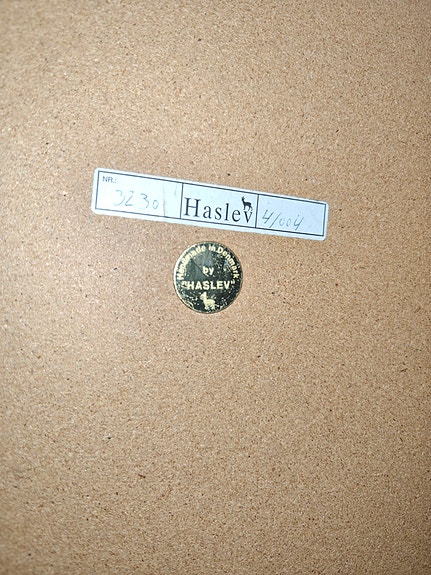 NR.:
3230 Haslev 4/004
Handmade in Denmark
by
"HASLEV"